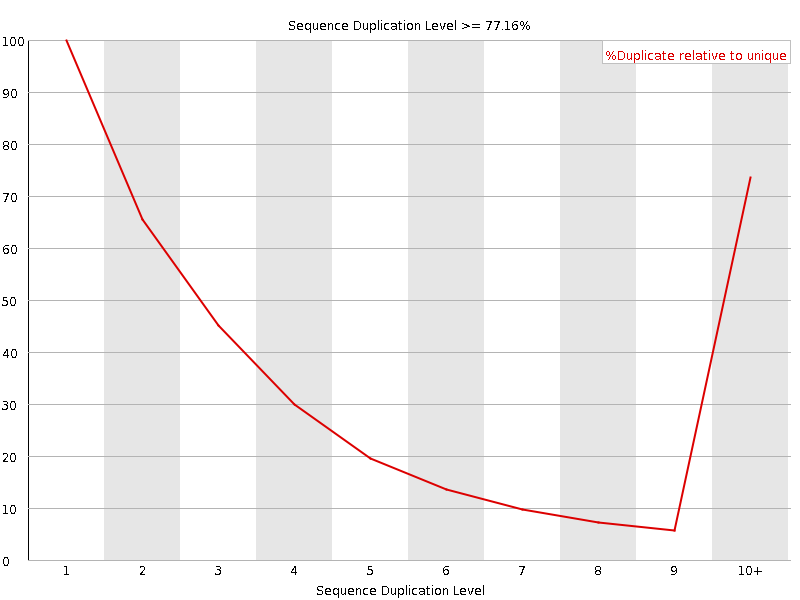 Sequence Duplication Level >= 77.16%
%Duplicate relative to unique
100
90
80
70
60
50
40
30
20
10
0
1 2 3 4 5 6 7 8 9 10+
Sequence Duplication Level